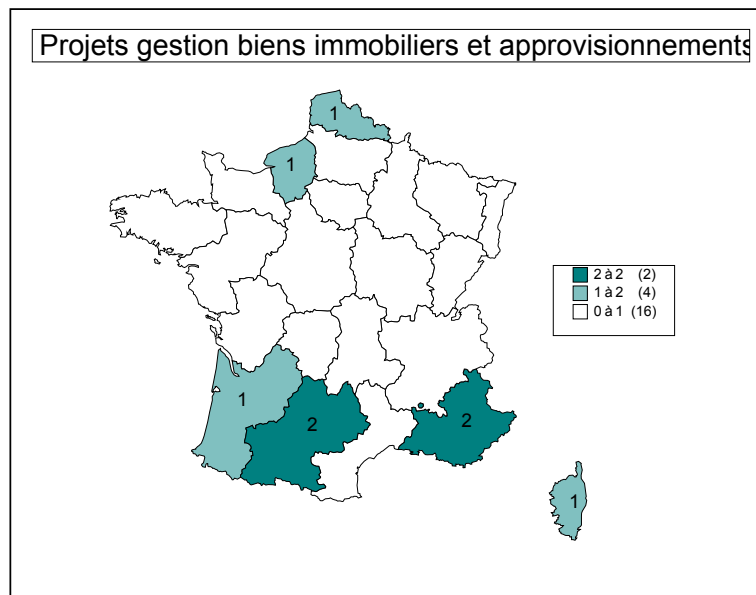 Projets gestion biens immobiliers et approvisionnements
1
1
2 à 2 (2)
1 à 2 (4)
0 à 1 (16)
1
2
2
1